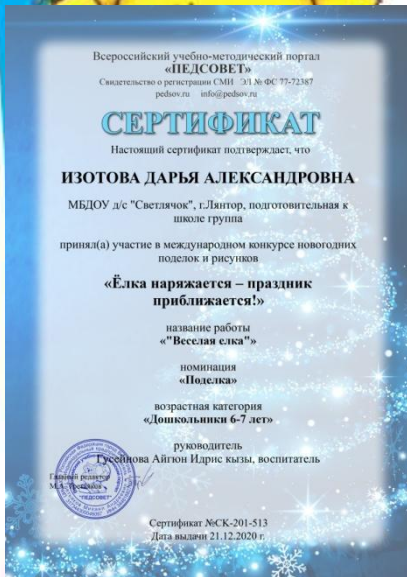 Всероссийский учебно-методический портал
«ПЕДСОВЕТ»
Свидетельство о регистрации СМИ ЭЛ № ФС 77-72387
pedsov.ru info@pedsov.ru
СЕРТИФИКАТ
Настоящий сертификат подтверждает, что
ИЗОТОВА ДАРЬЯ АЛЕКСАНДРОВНА
МБДОУ д/с "Светлячок", г.Лянтор, подготовительная к
школе группа
принял(а) участие в международном конкурсе новогодних
поделок и рисунков
«Ёлка наряжается – праздник
приближается!»
название работы
«"Веселая елка"»
номинация
«Поделка»
возрастная категория
«Дошкольники 6-7 лет»
руководитель
Гусейнова Айгюн Идрис кызы, воспитатель
Главный редактор
"ПЕДСОВЕТ"
Сертификат №СК-201-513
Дата выдачи 21.12.2020 г.